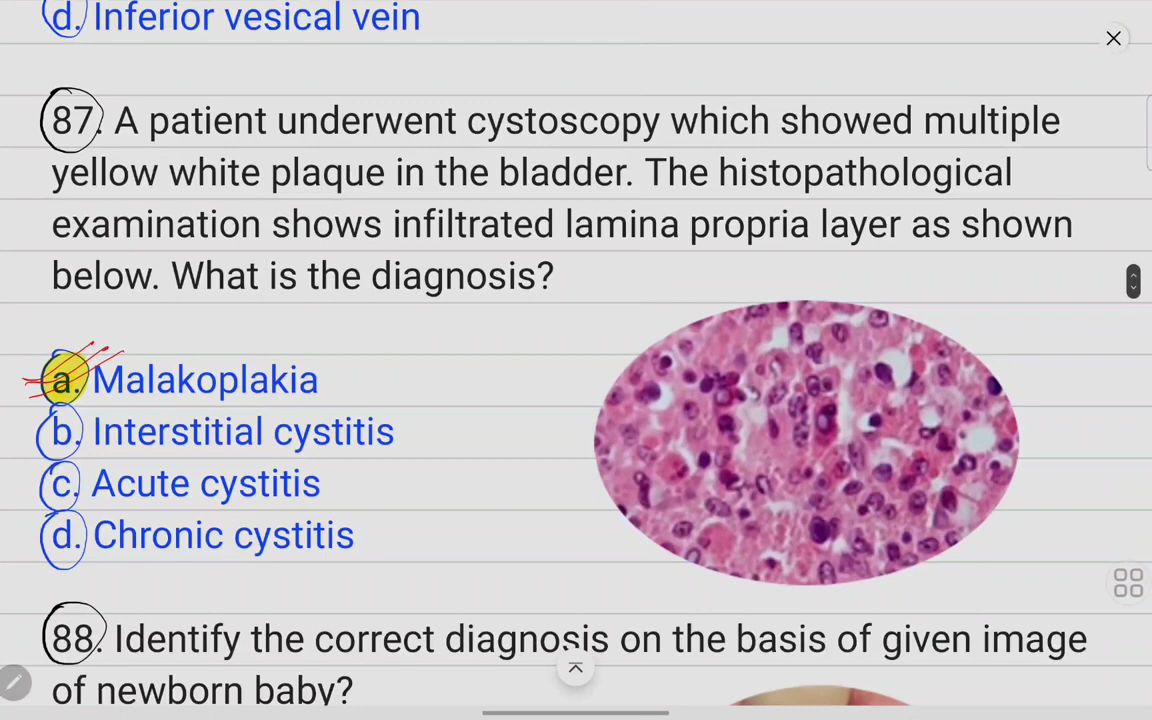 d. Inferior vesical vein
87. A patient underwent cystoscopy which showed multiple
yellow white plaque in the bladder. The histopathological
examination shows infiltrated lamina propria layer as shown
below. What is the diagnosis?
a. Malakoplakia
b. Interstitial cystitis
c. Acute cystitis
d. Chronic cystitis
88. Identify the correct diagnosis on the basis of given image
of newborn baby?